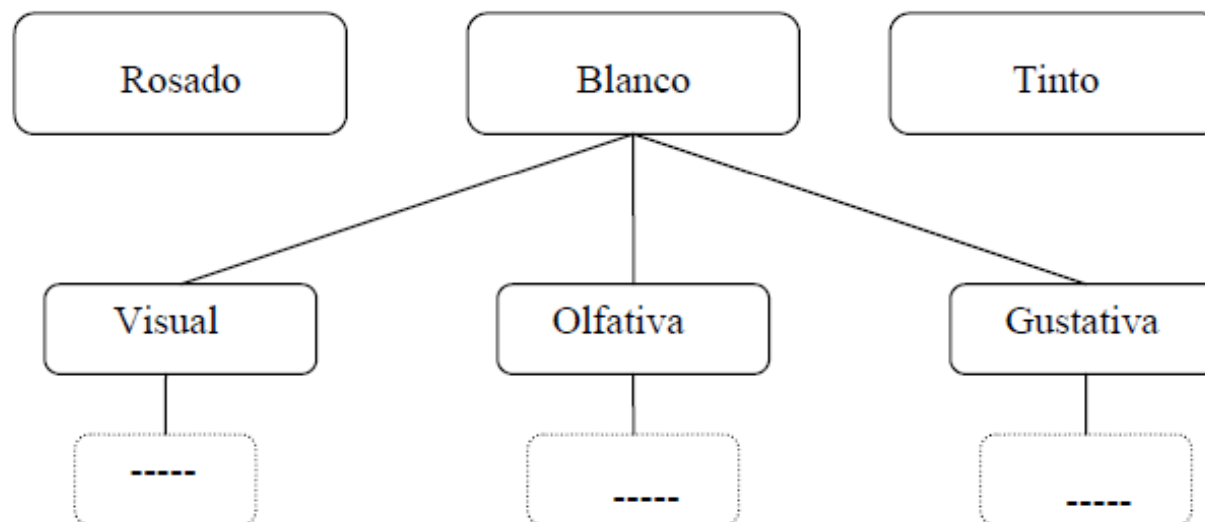 Rosado
Blanco
Tinto
Visual
Olfativa
Gustativa
-----
-----
-----